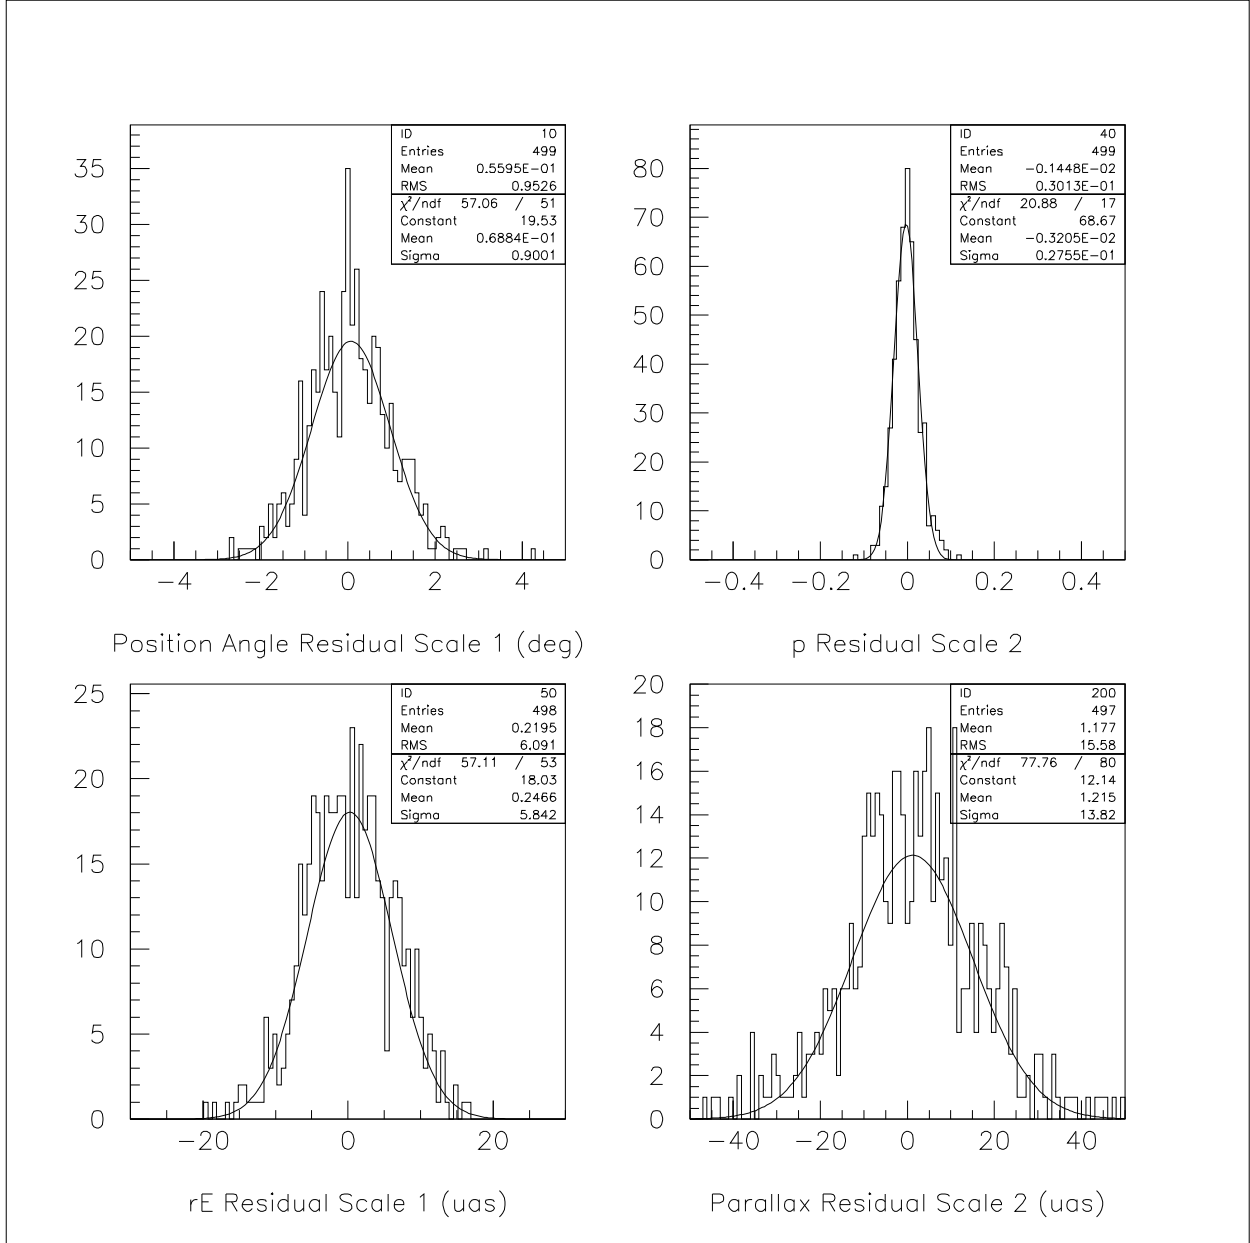 ID 10
Entries 499
Mean 0.5595E-01
RMS 0.9526
χ²/ndf 57.06 / 51
Constant 19.53
Mean 0.6884E-01
Sigma 0.9001
35
30
25
20
15
10
5
0
-4 -2 0 2 4
Position Angle Residual Scale 1 (deg)
ID 40
Entries 499
Mean -0.1448E-02
RMS 0.3013E-01
χ²/ndf 20.88 / 17
Constant 68.67
Mean -0.3205E-02
Sigma 0.2755E-01
80
70
60
50
40
30
20
10
0
-0.4 -0.2 0 0.2 0.4
p Residual Scale 2
ID 50
Entries 498
Mean 0.2195
RMS 6.091
χ²/ndf 57.11 / 53
Constant 18.03
Mean 0.2466
Sigma 5.842
25
20
15
10
5
0
-20 0 20
rE Residual Scale 1 (uas)
ID 200
Entries 497
Mean 1.177
RMS 15.58
χ²/ndf 77.76 / 80
Constant 12.14
Mean 1.215
Sigma 13.82
20
18
16
14
12
10
8
6
4
2
0
-40 -20 0 20 40
Parallax Residual Scale 2 (uas)